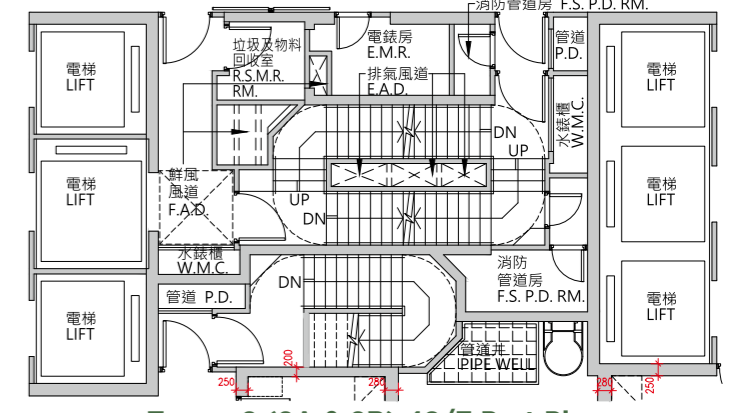 消防管道房 F.S. P.D. RM.
電錶房
E.M.R.
管道
P.D.
垃圾及物料
回收室
R.S.M.R.
RM.
電梯
LIFT
排氣風道
E.A.D.
電梯
LIFT
水錶櫃
W.M.C.
DN
UP
鮮風
風道
F.A.D.
電梯
LIFT
電梯
LIFT
UP
DN
水錶櫃
W.M.C.
消防
管道房
F.S. P.D. RM.
DN
管道 P.D.
電梯
LIFT
電梯
LIFT
管道井
PIPE WELL
200
250
280
280
250